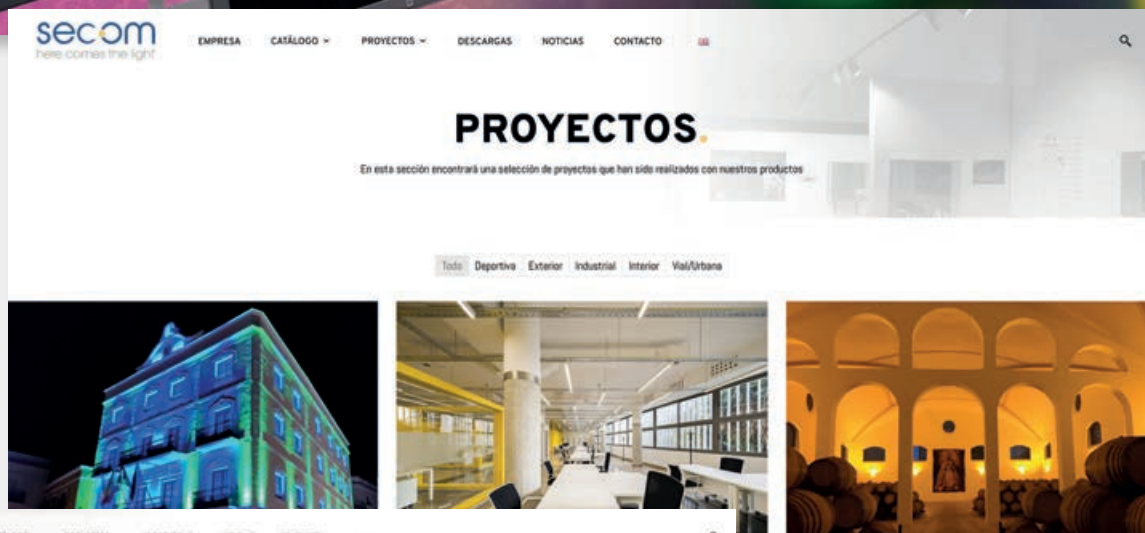 secom
here comes the light
EMPRESA CATÁLOGO PROYECTOS DESCARGAS NOTICIAS CONTACTO
PROYECTOS.
En esta sección encontrará una selección de proyectos que han sido realizados con nuestros productos
Todo Deportiva Exterior Industrial Interior Vial/Urbana